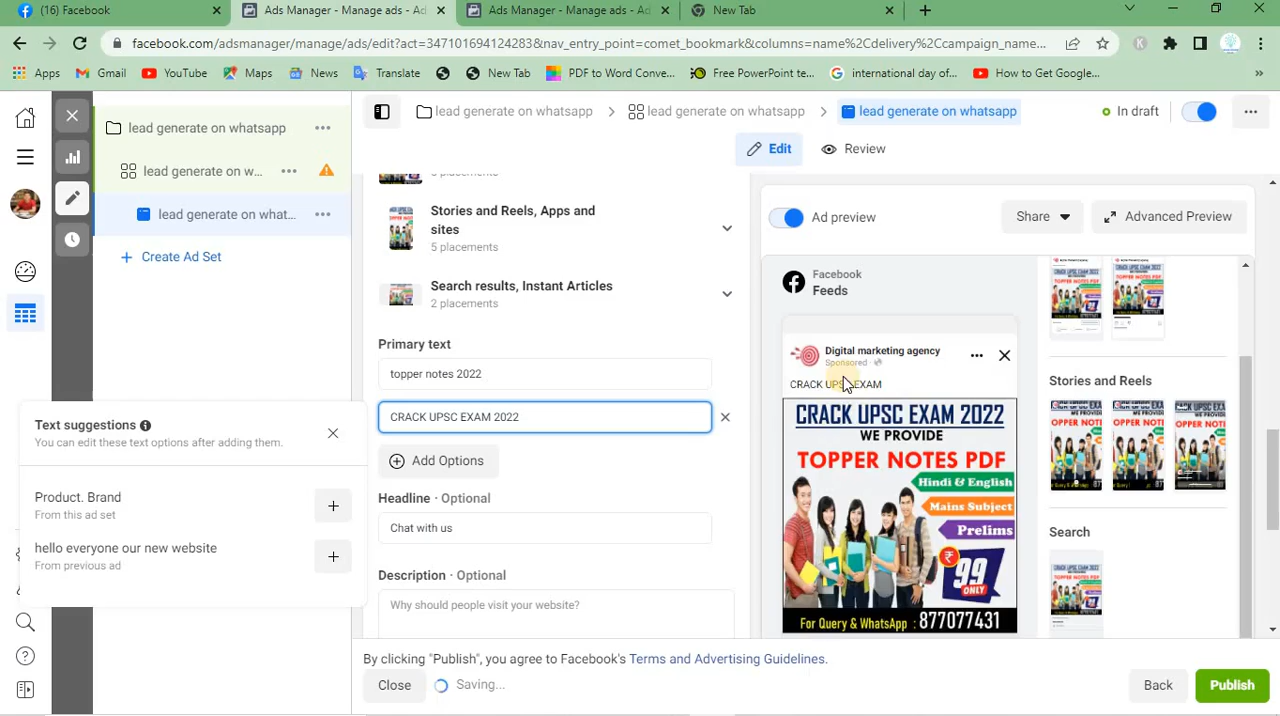 Facebook
Ads Manager - Manage ads - Ad
Ads Manager - Manage ads - Ad
New Tab
facebook.com/adsmanager/manage/ads/edit?act=347101694124283&nav_entry_point=comet_bookmark&columns=name%2Cdelivery%2Ccampaign_name...
Apps
Gmail
YouTube
Maps
News
Translate
New Tab
PDF to Word Conve...
Free PowerPoint te...
international day of...
How to Get Google...
»
lead generate on whatsapp
lead generate on w...
lead generate on what...
Create Ad Set
lead generate on whatsapp
lead generate on whatsapp
lead generate on whatsapp
In draft
Edit
Review
Stories and Reels, Apps and
sites
5 placements
Search results, Instant Articles
2 placements
Primary text
topper notes 2022
CRACK UPSC EXAM 2022
Add Options
Headline · Optional
Chat with us
Description · Optional
Why should people visit your website?
Text suggestions
You can edit these text options after adding them.
Product. Brand
From this ad set
hello everyone our new website
From previous ad
Ad preview
Share
Advanced Preview
Facebook
Feeds
Digital marketing agency
Sponsored
CRACK UPSC EXAM
CRACK UPSC EXAM 2022
WE PROVIDE
TOPPER NOTES PDF
Hindi & English
Mains Subject
Prelims
₹
99
ONLY
For Query & WhatsApp : 877077431
Stories and Reels
Search
By clicking "Publish", you agree to Facebook's Terms and Advertising Guidelines.
Close
Saving...
Back
Publish